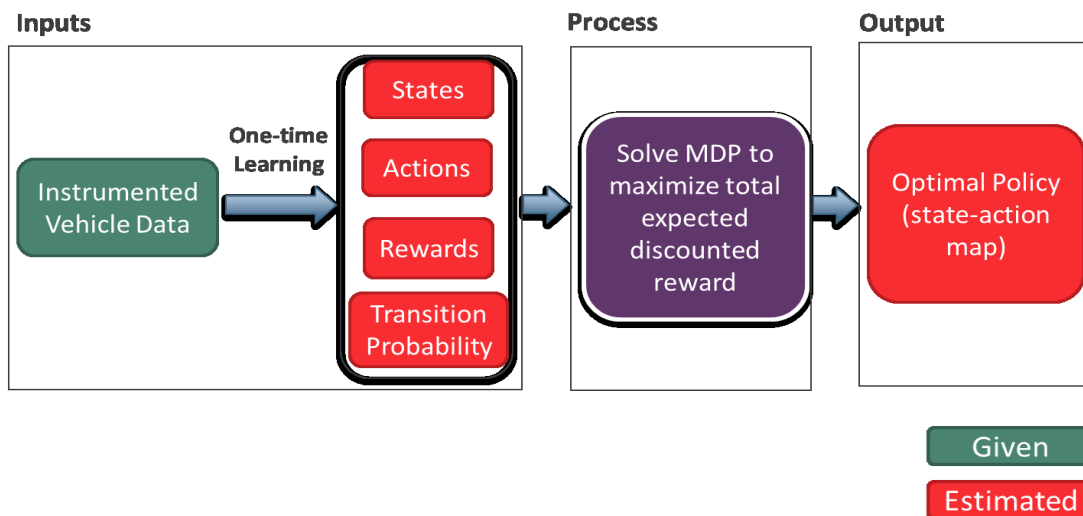 Inputs
Process
Output
Instrumented
Vehicle Data
One-time
Learning
States
Actions
Rewards
Transition
Probability
Solve MDP to
maximize total
expected
discounted
reward
Optimal Policy
(state-action
map)
Given
Estimated